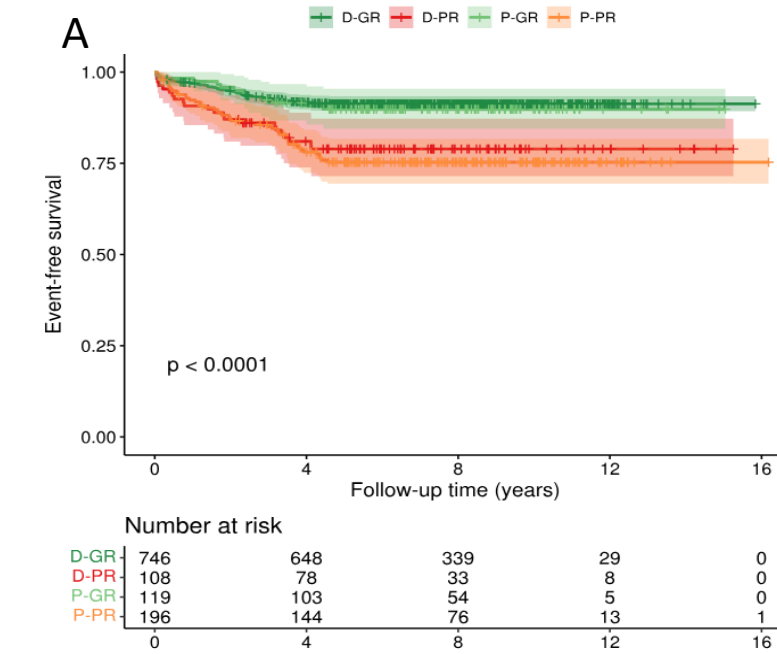 A
D-GR D-PR P-GR P-PR
1.00
0.75
0.50
0.25
0.00
Event-free survival
p < 0.0001
0 4 8 12 16
Follow-up time (years)
Number at risk
D-GR 746 648 339 29 0
D-PR 108 78 33 8 0
P-GR 119 103 54 5 0
P-PR 196 144 76 13 1
0 4 8 12 16